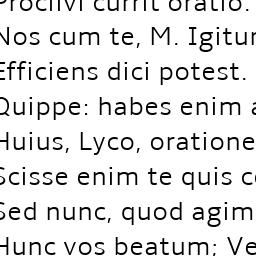 Proclivi currit oratio.
Nos cum te, M. Igitur
Efficiens dici potest.
Quippe: habes enim a
Huius, Lyco, oratione
Scisse enim te quis
Sed nunc, quod agim
Hunc vos beatum; Ve